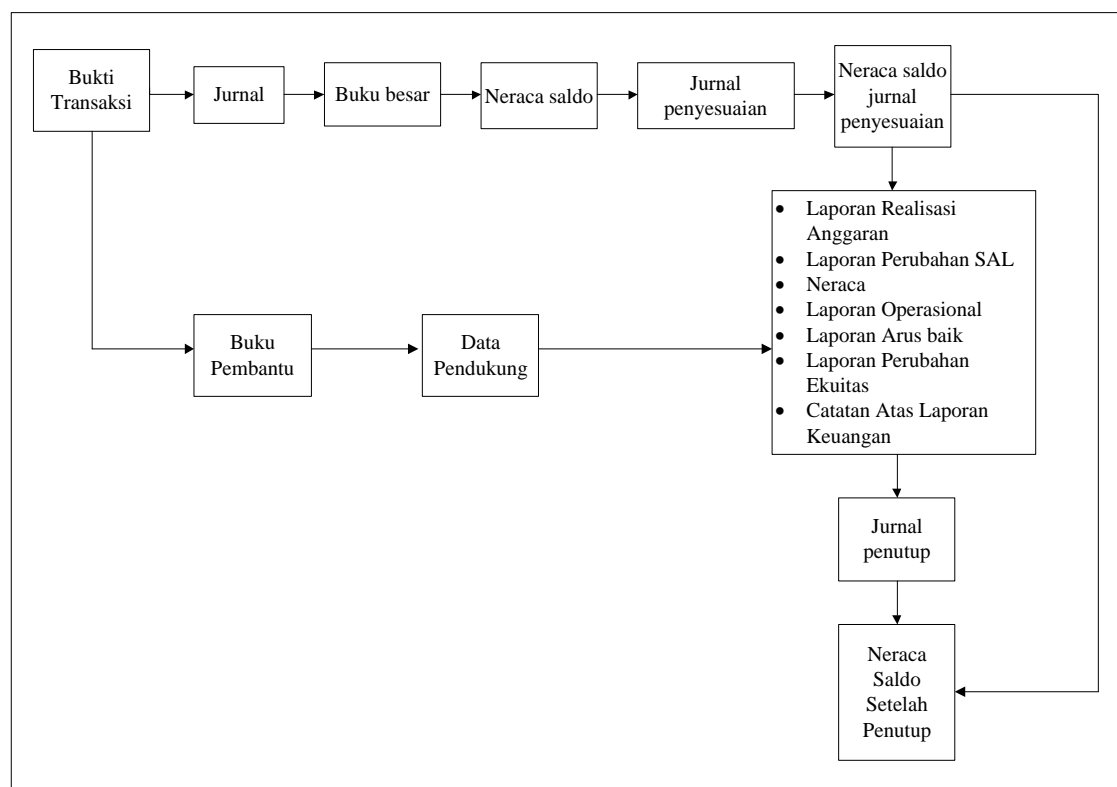 Bukti
Transaksi
Jurnal
Buku besar
Neraca saldo
Jurnal
penyesuaian
Neraca saldo
jurnal
penyesuaian
• Laporan Realisasi
Anggaran
• Laporan Perubahan SAL
• Neraca
• Laporan Operasional
• Laporan Arus baik
• Laporan Perubahan
Ekuitas
• Catatan Atas Laporan
Keuangan
Buku
Pembantu
Data
Pendukung
Jurnal
penutup
Neraca
Saldo
Setelah
Penutup